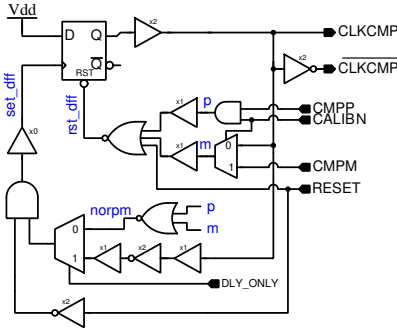 Vdd
x2
CLKCMP
D Q
Q
RST
x2
CLKCMP
set_dff
rst_dff
x1 p
CMPP
CALIBN
x0
x1 m 0
1
CMPM
RESET
norpm p
m
0
1
x1 x2 x1
DLY_ONLY
x2